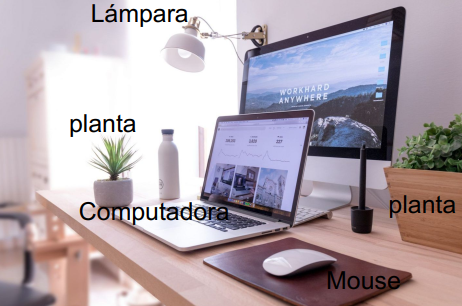 Lámpara
WORKHARD
ANYWHERE
planta
Computadora
planta
Mouse